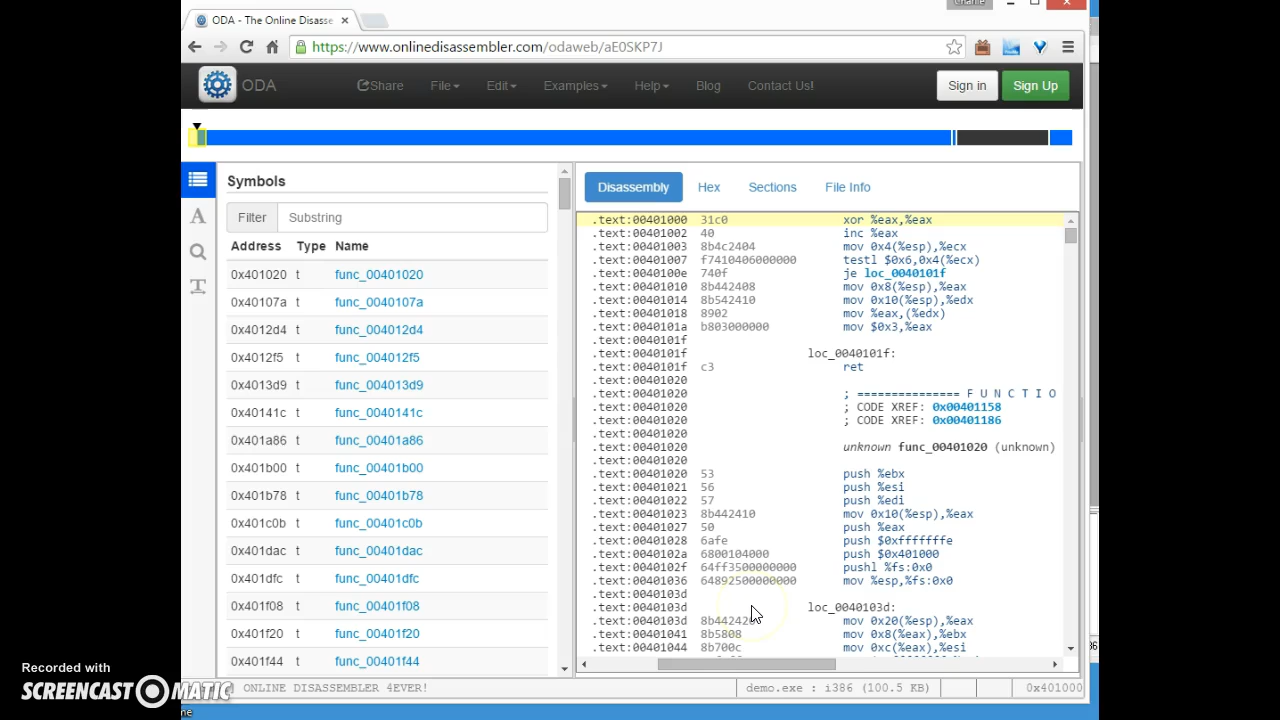 Charlie
ODA - The Online Disasse
https://www.onlinedisassembler.com/odaweb/aE0SKP7J
ODA Share File Edit Examples Help Blog Contact Us! Sign in Sign Up
Symbols
Filter Substring
Address Type Name
0x401020 t func_00401020
0x40107a t func_0040107a
0x4012d4 t func_004012d4
0x4012f5 t func_004012f5
0x4013d9 t func_004013d9
0x40141c t func_0040141c
0x401a86 t func_00401a86
0x401b00 t func_00401b00
0x401b78 t func_00401b78
0x401c0b t func_00401c0b
0x401dac t func_00401dac
0x401dfc t func_00401dfc
0x401f08 t func_00401f08
0x401f20 t func_00401f20
0x401f44 t func_00401f44
Disassembly Hex Sections File Info
.text:00401000 31c0 xor %eax,%eax
.text:00401002 40 inc %eax
.text:00401003 8b4c2404 mov 0x4(%esp),%ecx
.text:00401007 f7410406000000 testl $0x6,0x4(%ecx)
.text:0040100e 740f je loc_0040101f
.text:00401010 8b442408 mov 0x8(%esp),%eax
.text:00401014 8b542410 mov 0x10(%esp),%edx
.text:00401018 8902 mov %eax,(%edx)
.text:0040101a b803000000 mov $0x3,%eax
.text:0040101f
.text:0040101f loc_0040101f:
.text:0040101f c3 ret
.text:00401020
.text:00401020 ; =============== F U N C T I O
.text:00401020 ; CODE XREF: 0x00401158
.text:00401020 ; CODE XREF: 0x00401186
.text:00401020
.text:00401020 unknown func_00401020 (unknown)
.text:00401020
.text:00401020 53 push %ebx
.text:00401021 56 push %esi
.text:00401022 57 push %edi
.text:00401023 8b442410 mov 0x10(%esp),%eax
.text:00401027 50 push %eax
.text:00401028 6afe push $0xfffffffe
.text:0040102a 6800104000 push $0x401000
.text:0040102f 64ff3500000000 pushl %fs:0x0
.text:00401036 64892500000000 mov %esp,%fs:0x0
.text:0040103d
.text:0040103d loc_0040103d:
.text:0040103d 8b442420 mov 0x20(%esp),%eax
.text:00401041 8b5808 mov 0x8(%eax),%ebx
.text:00401044 8b700c mov 0xc(%eax),%esi
ONLINE DISASSEMBLER 4EVER! demo.exe : i386 (100.5 KB) 0x401000
Recorded with
SCREENCAST O MATIC
me